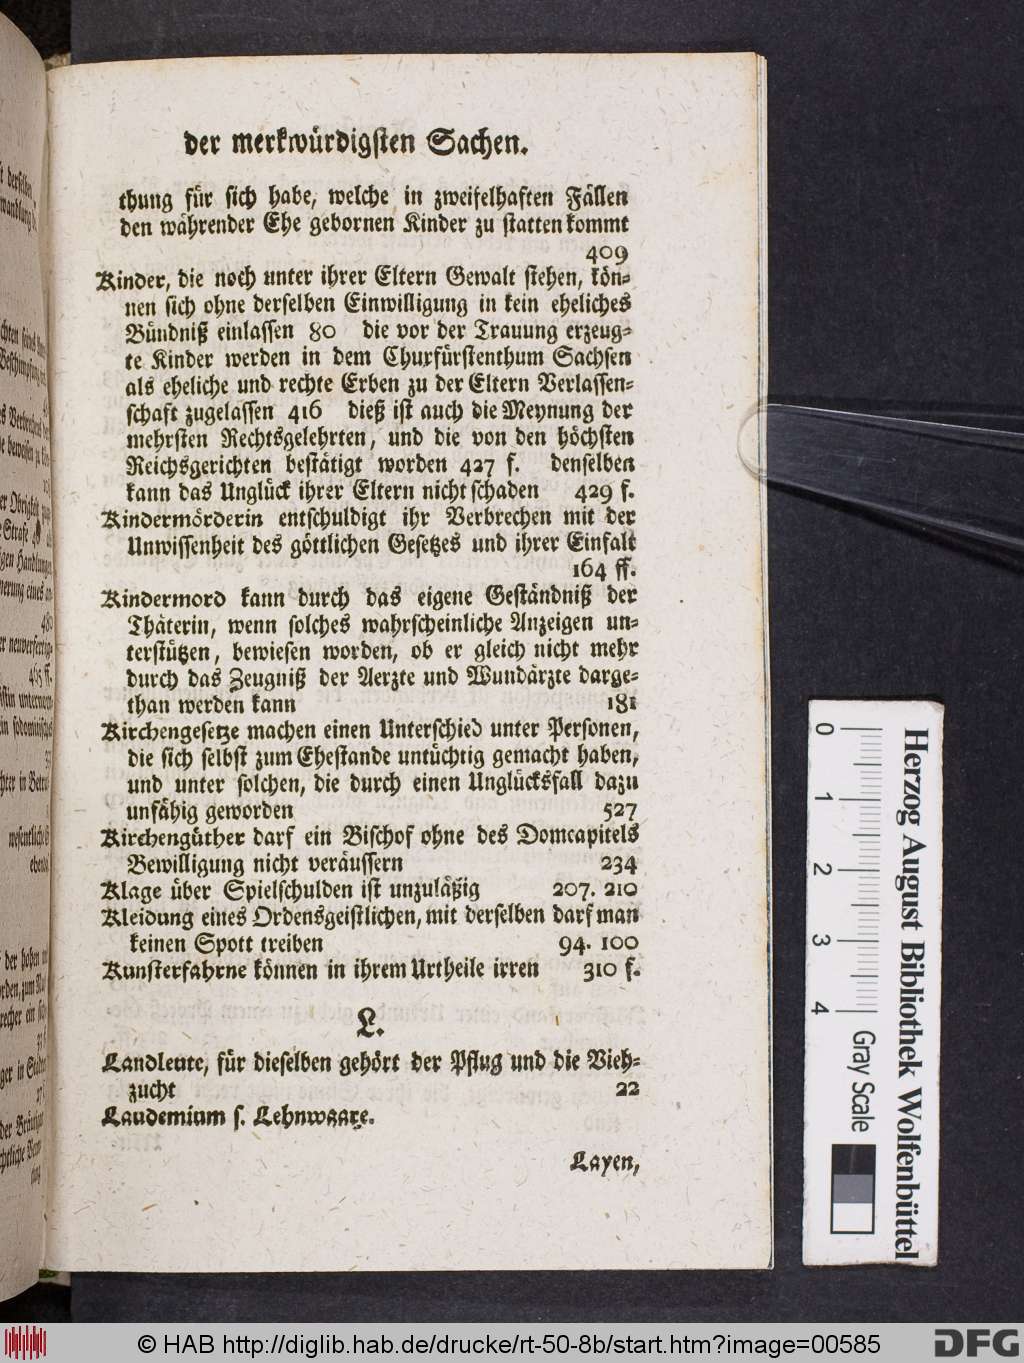 der merkwürdigsten Sachen.
thung für sich habe, welche in zweifelhaften Fällen
den währender Ehe gebornen Kinder zu statten kommt
409
Kinder, die noch unter ihrer Eltern Gewalt stehen, kön-
nen sich ohne derselben Einwilligung in kein eheliches
Bündniß einlassen 80 die vor der Trauung erzeug-
te Kinder werden in dem Churfürstenthum Sachsen
als eheliche und rechte Erben zu der Eltern Verlassen-
schaft zugelassen 416 dieß ist auch die Meynung der
mehrsten Rechtsgelehrten, und die von den höchsten
Reichsgerichten bestätigt worden 427 f. denselben
kann das Unglück ihrer Eltern nicht schaden 429 f.
Kindermörderin entschuldigt ihr Verbrechen mit der
Unwissenheit des göttlichen Gesetzes und ihrer Einfalt
164 ff.
Kindermord kann durch das eigene Geständniß der
Thäterin, wenn solches wahrscheinliche Anzeigen un-
terstützen, bewiesen worden, ob er gleich nicht mehr
durch das Zeugniß der Aerzte und Wundärzte darge-
than werden kann 181
Kirchengesetze machen einen Unterschied unter Personen,
die sich selbst zum Ehestande untüchtig gemacht haben,
und unter solchen, die durch einen Unglücksfall dazu
unfähig geworden 527
Kirchengüther darf ein Bischof ohne des Domcapitels
Bewilligung nicht veräussern 234
Klage über Spielschulden ist unzuläßig 207. 210
Kleidung eines Ordensgeistlichen, mit derselben darf man
keinen Spott treiben 94. 100
Kunsterfahrne können in ihrem Urtheile irren 310 f.
L.
Landleute, für dieselben gehört der Pflug und die Vieh-
zucht 22
Laudemium s. Lehnwaare.
Layen,
0 1 2 3 4
Gray Scale
Herzog August Bibliothek Wolfenbüttel
© HAB http://diglib.hab.de/drucke/rt-50-8b/start.htm?image=00585
DFG